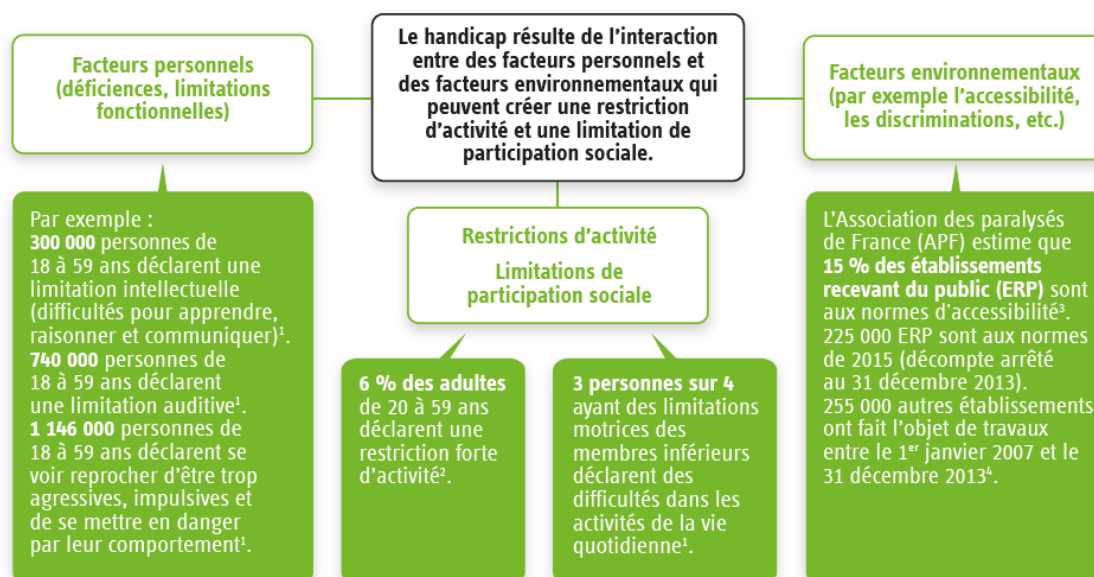 Le handicap résulte de l'interaction
entre des facteurs personnels et
des facteurs environnementaux qui
peuvent créer une restriction
d'activité et une limitation de
participation sociale.
Facteurs personnels
(déficiences, limitations
fonctionnelles)
Facteurs environnementaux
(par exemple l'accessibilité,
les discriminations, etc.)
Restrictions d'activité
Limitations de
participation sociale
Par exemple :
300 000 personnes de
18 à 59 ans déclarent une
limitation intellectuelle
(difficultés pour apprendre,
raisonner et communiquer)¹.
740 000 personnes de
18 à 59 ans déclarent
une limitation auditive¹.
1 146 000 personnes de
18 à 59 ans déclarent se
voir reprocher d'être trop
agressives, impulsives et
de se mettre en danger
par leur comportement¹.
6 % des adultes
de 20 à 59 ans
déclarent une
restriction forte
d'activité².
3 personnes sur 4
ayant des limitations
motrices des
membres inférieurs
déclarent des
difficultés dans les
activités de la vie
quotidienne¹.
L'Association des paralysés
de France (APF) estime que
15 % des établissements
recevant du public (ERP) sont
aux normes d'accessibilité³.
225 000 ERP sont aux normes
de 2015 (décompte arrêté
au 31 décembre 2013).
255 000 autres établissements
ont fait l'objet de travaux
entre le 1er janvier 2007 et le
31 décembre 2013⁴.